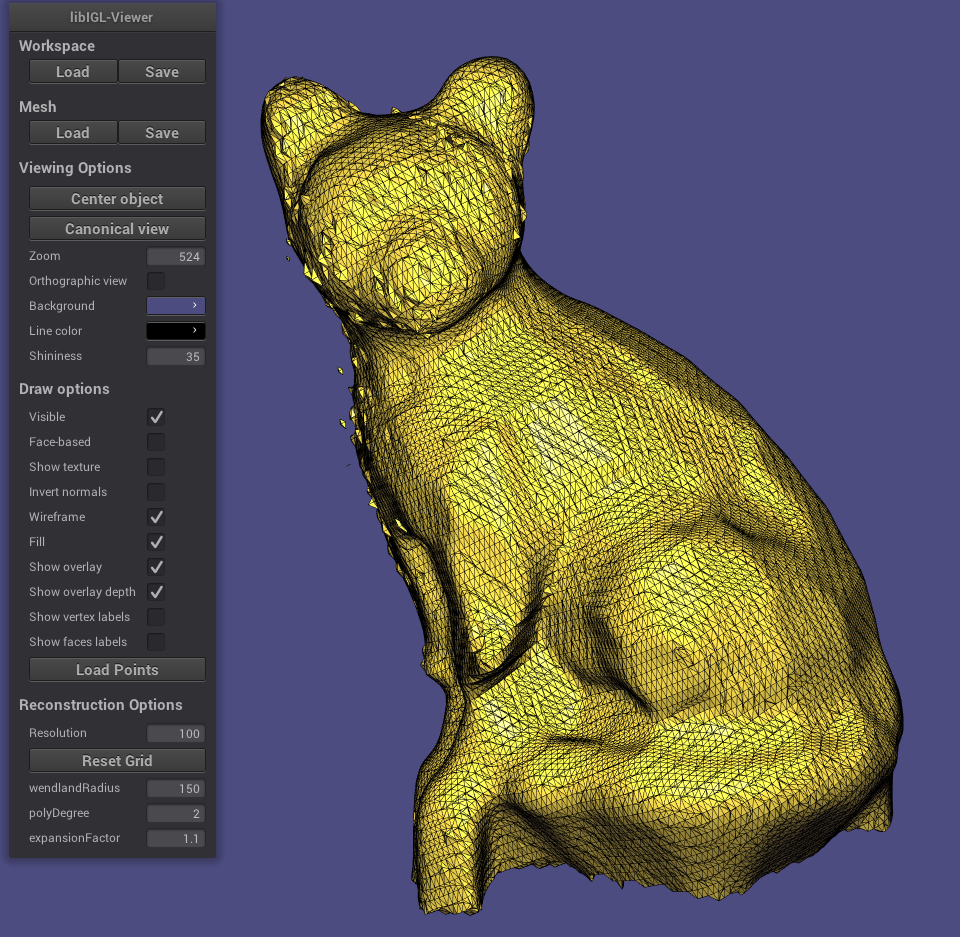 libIGL-Viewer
Workspace
Load Save
Mesh
Load Save
Viewing Options
Center object
Canonical view
Zoom 524
Orthographic view
Background ›
Line color ›
Shininess 35
Draw options
Visible
Face-based
Show texture
Invert normals
Wireframe
Fill
Show overlay
Show overlay depth
Show vertex labels
Show faces labels
Load Points
Reconstruction Options
Resolution 100
Reset Grid
wendlandRadius 150
polyDegree 2
expansionFactor 1.1